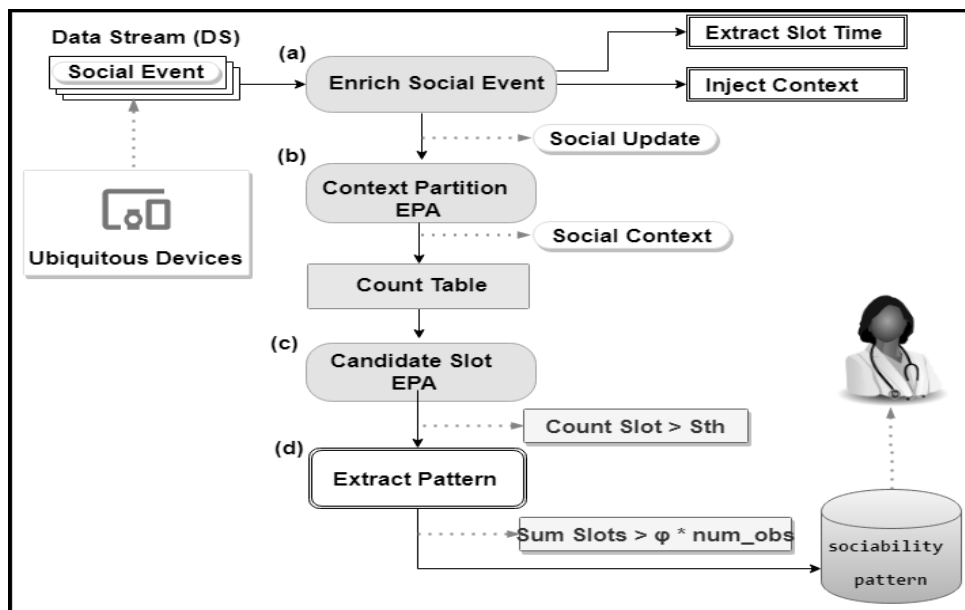 Data Stream (DS)
Social Event
(a)
Enrich Social Event
Extract Slot Time
Inject Context
Social Update
(b)
Context Partition
EPA
Ubiquitous Devices
Social Context
Count Table
(c)
Candidate Slot
EPA
Count Slot > Sth
(d)
Extract Pattern
Sum Slots > φ * num_obs
sociability
pattern